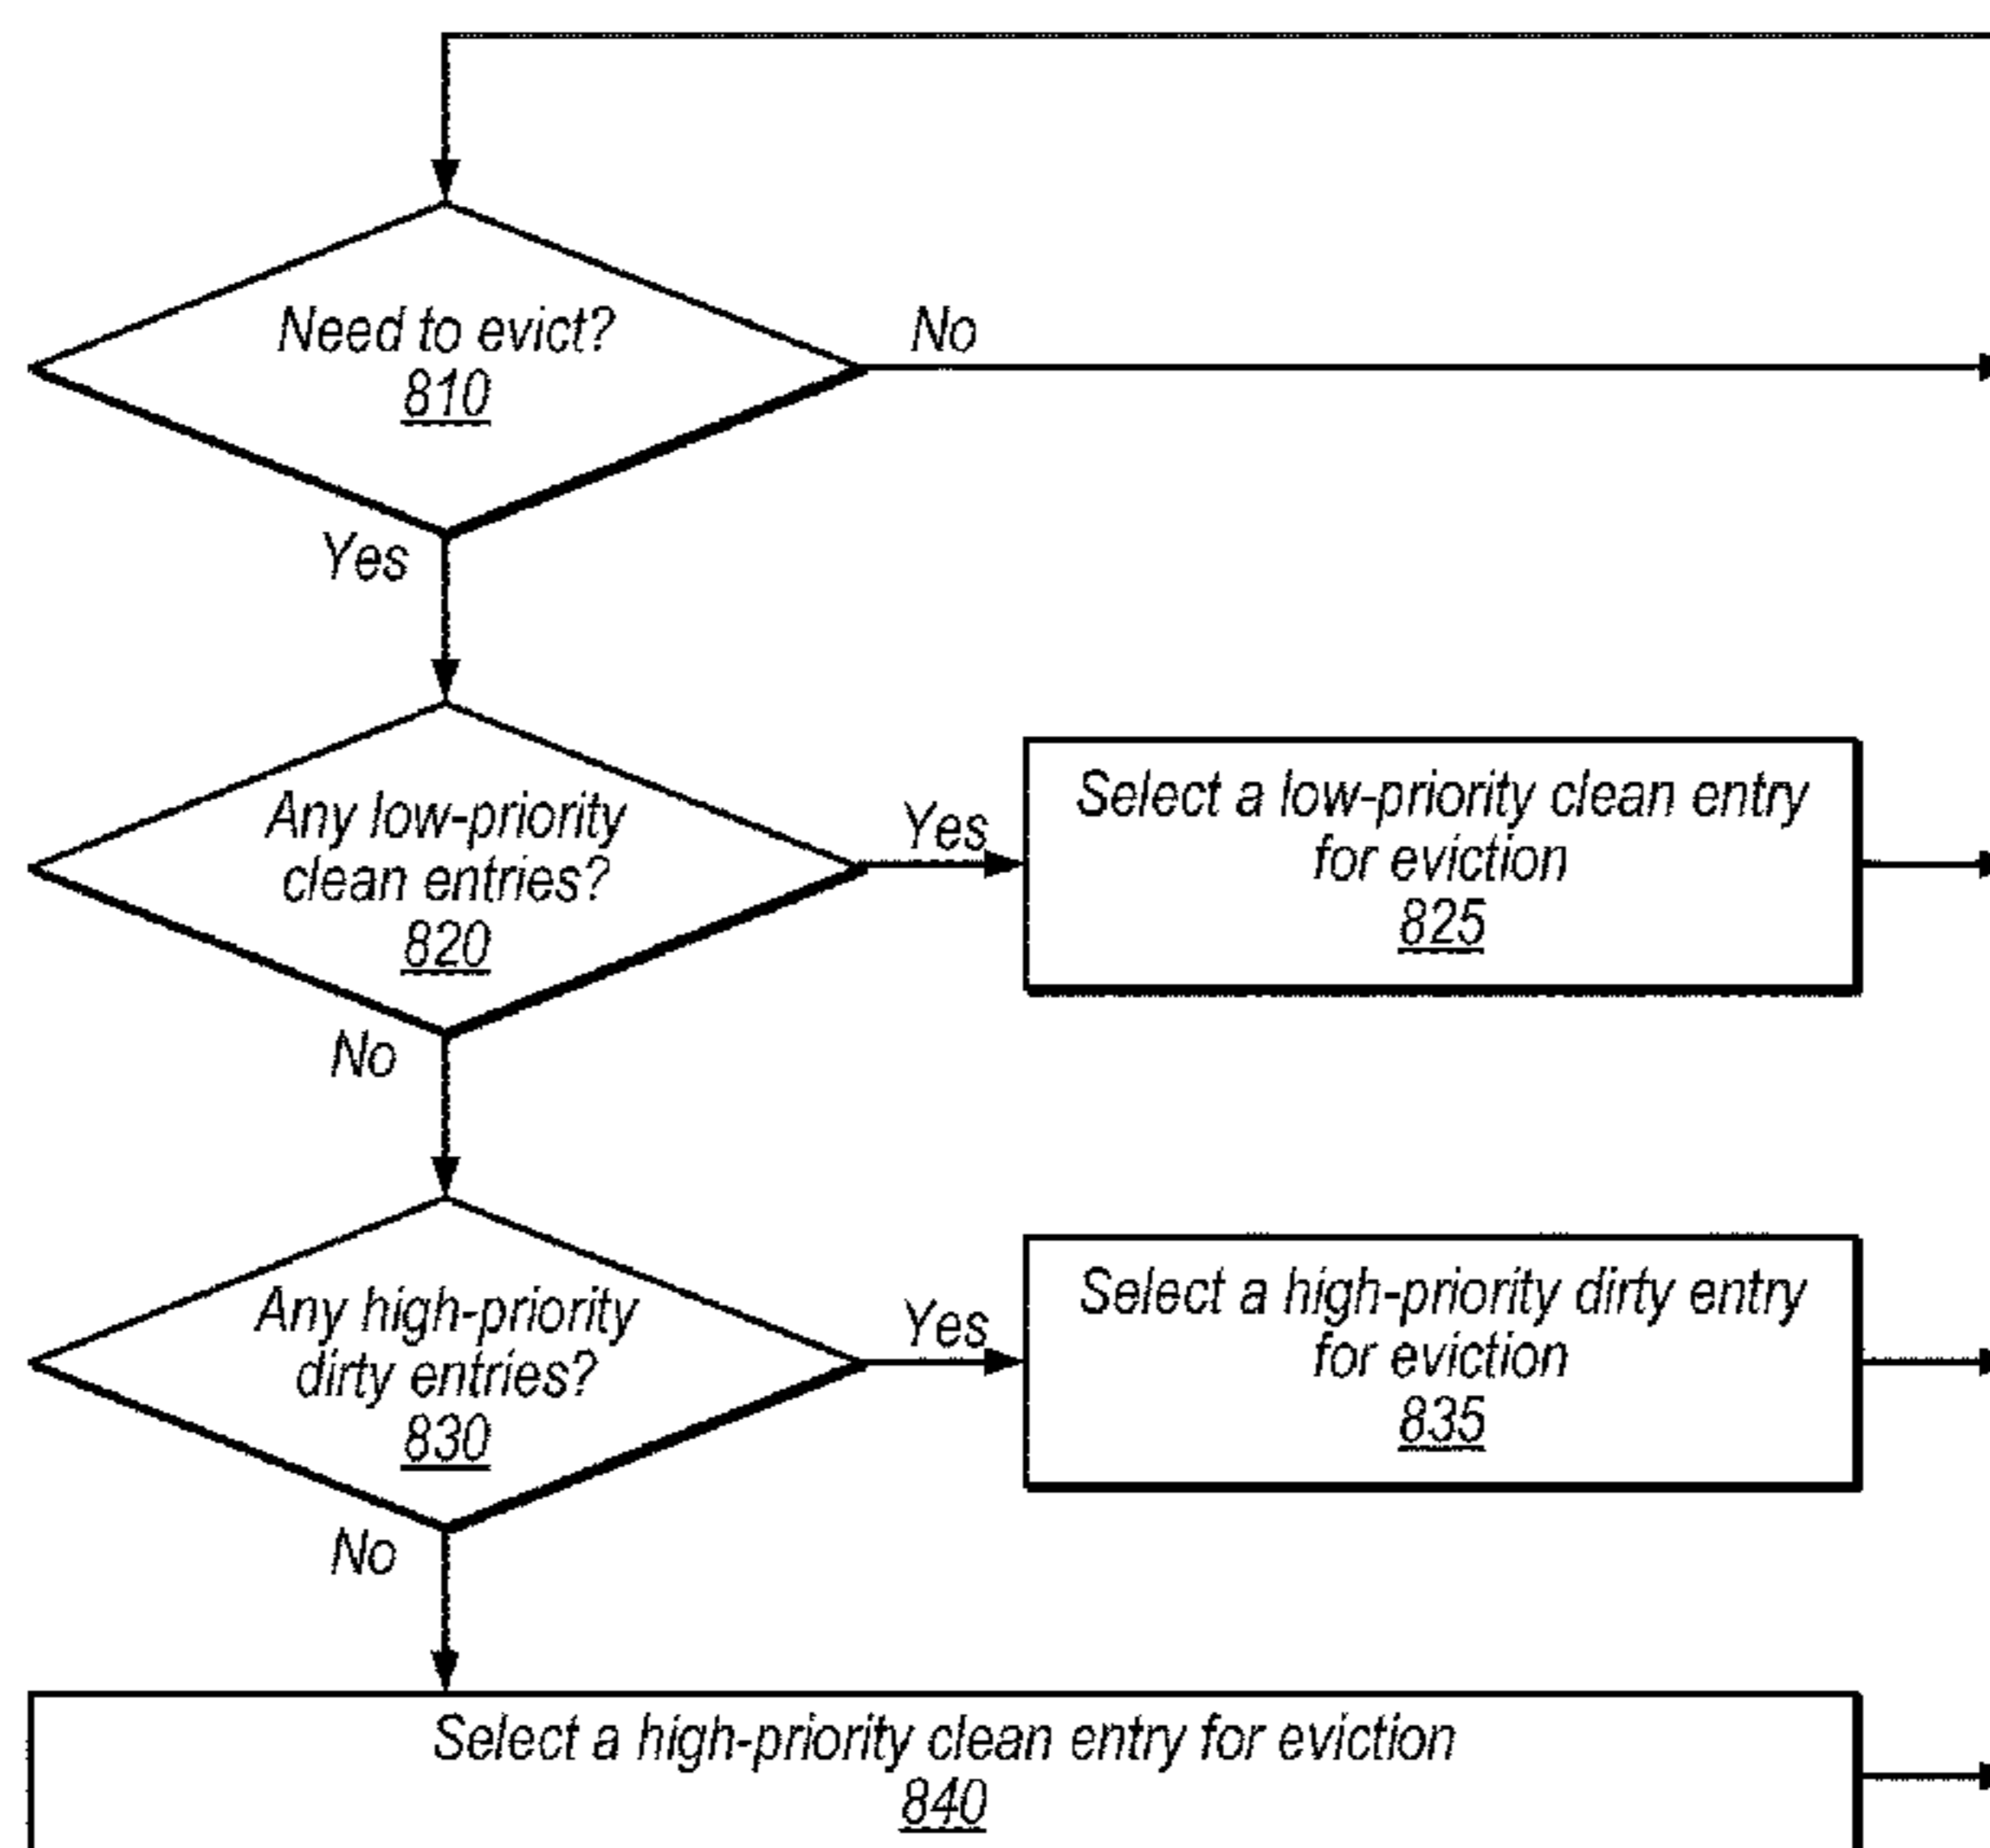 Need to evict?
810
No
Yes
Any low-priority
clean entries?
820
Yes
Select a low-priority clean entry
for eviction
825
No
Any high-priority
dirty entries?
830
Yes
Select a high-priority dirty entry
for eviction
835
No
Select a high-priority clean entry for eviction
840